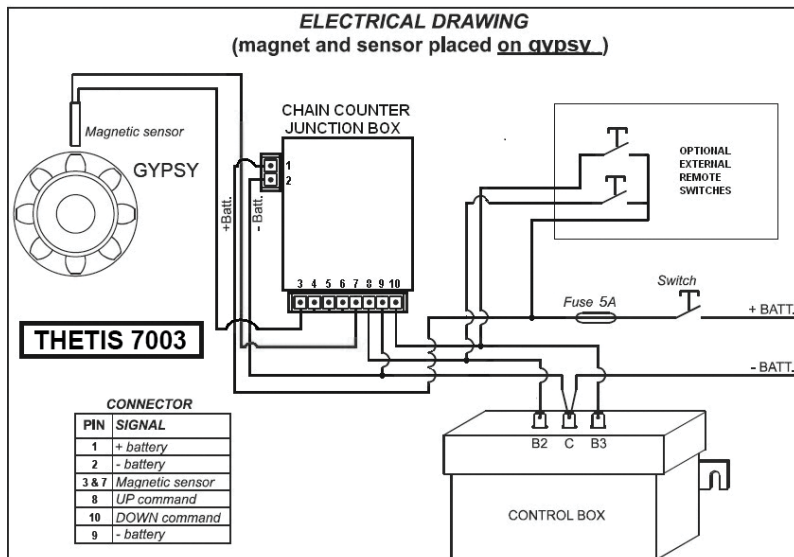 ELECTRICAL DRAWING
(magnet and sensor placed on gypsy )
Magnetic sensor
GYPSY
CHAIN COUNTER
JUNCTION BOX
1
2
+Batt.
- Batt.
3 4 5 6 7 8 9 10
OPTIONAL
EXTERNAL
REMOTE
SWITCHES
Fuse 5A
Switch
+ BATT.
- BATT.
THETIS 7003
CONNECTOR
PIN SIGNAL
1 + battery
2 - battery
3 & 7 Magnetic sensor
8 UP command
10 DOWN command
9 - battery
B2 C B3
CONTROL BOX